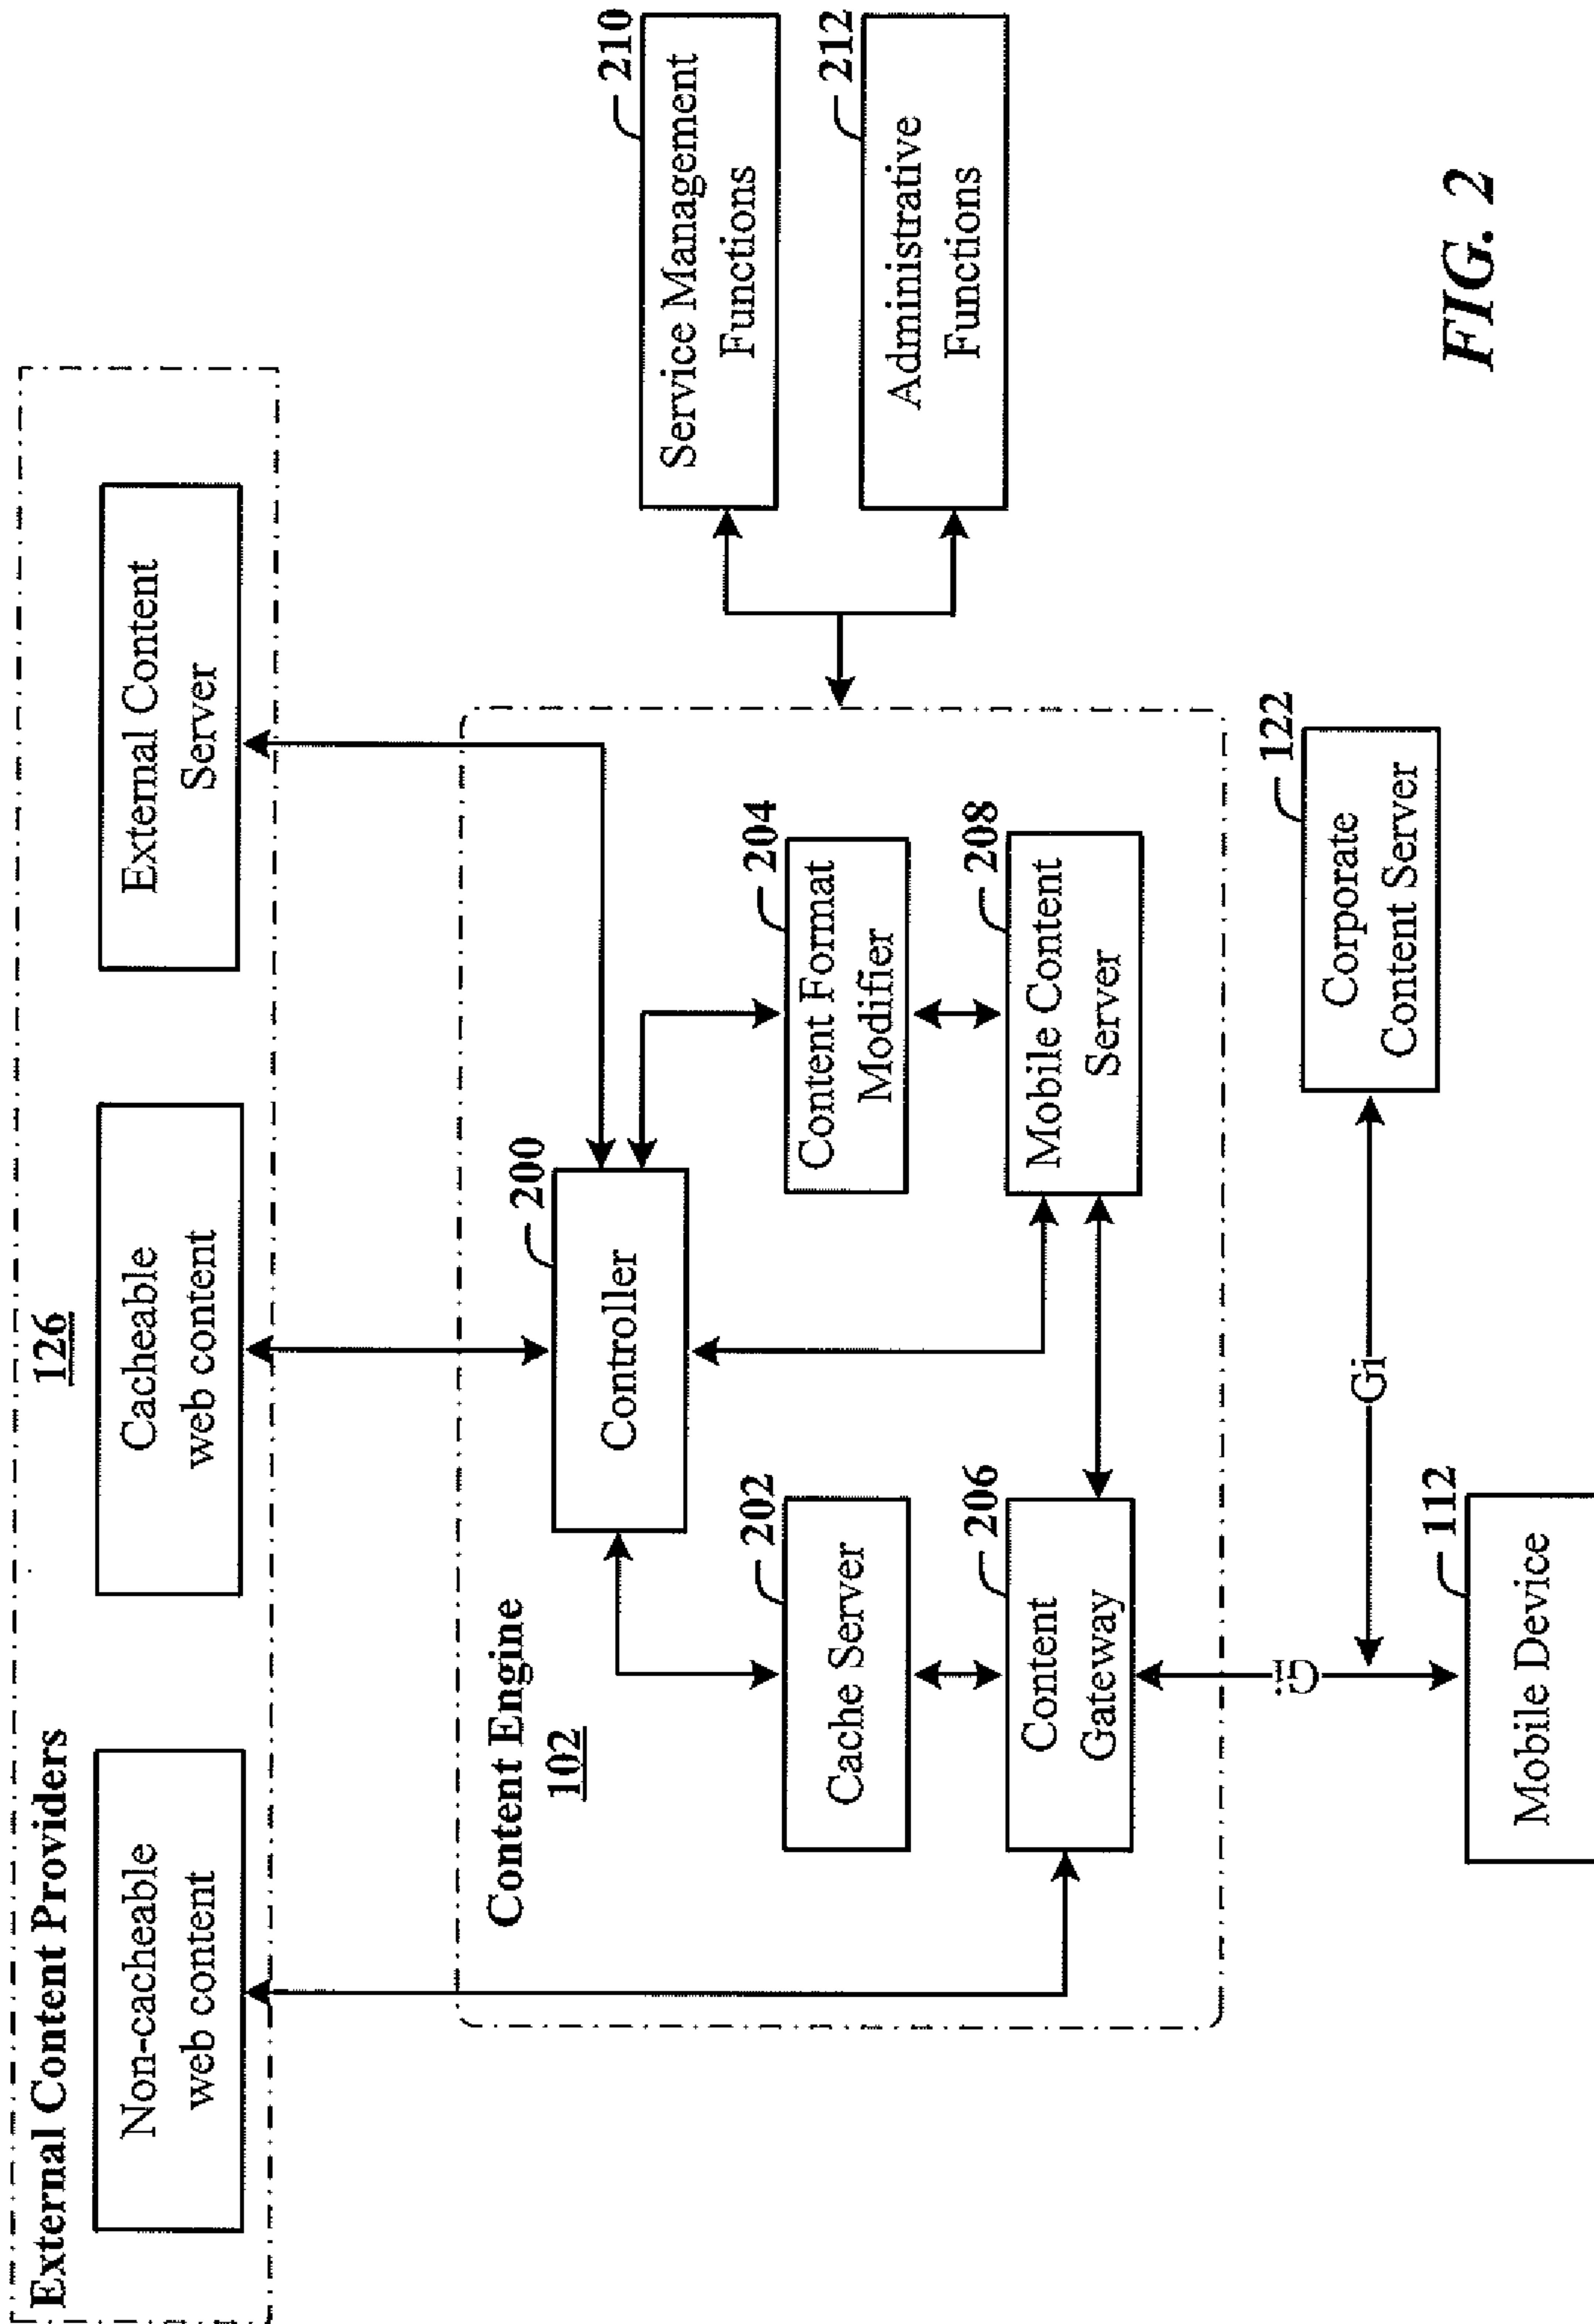 External Content Providers
126
Non-cacheable
web content
Cacheable
web content
External Content
Server
Content Engine
102
200
Controller
202
Cache Server
204
Content Format
Modifier
206
Content
Gateway
208
Mobile Content
Server
210
Service Management
Functions
212
Administrative
Functions
Gi
Gi
122
Corporate
Content Server
112
Mobile Device
FIG. 2